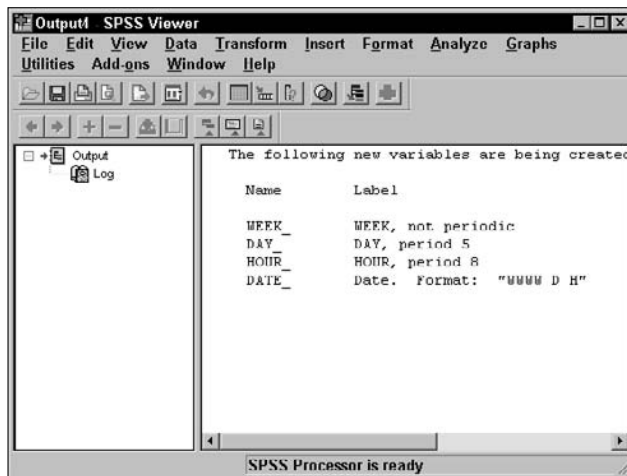 Output4 - SPSS Viewer
File Edit View Data Transform Insert Format Analyze Graphs
Utilities Add-ons Window Help
Output
Log
The following new variables are being created
Name Label
WEEK_ WEEK, not periodic
DAY_ DAY, period 5
HOUR_ HOUR, period 8
DATE_ Date. Format: "WWWW D H"
SPSS Processor is ready